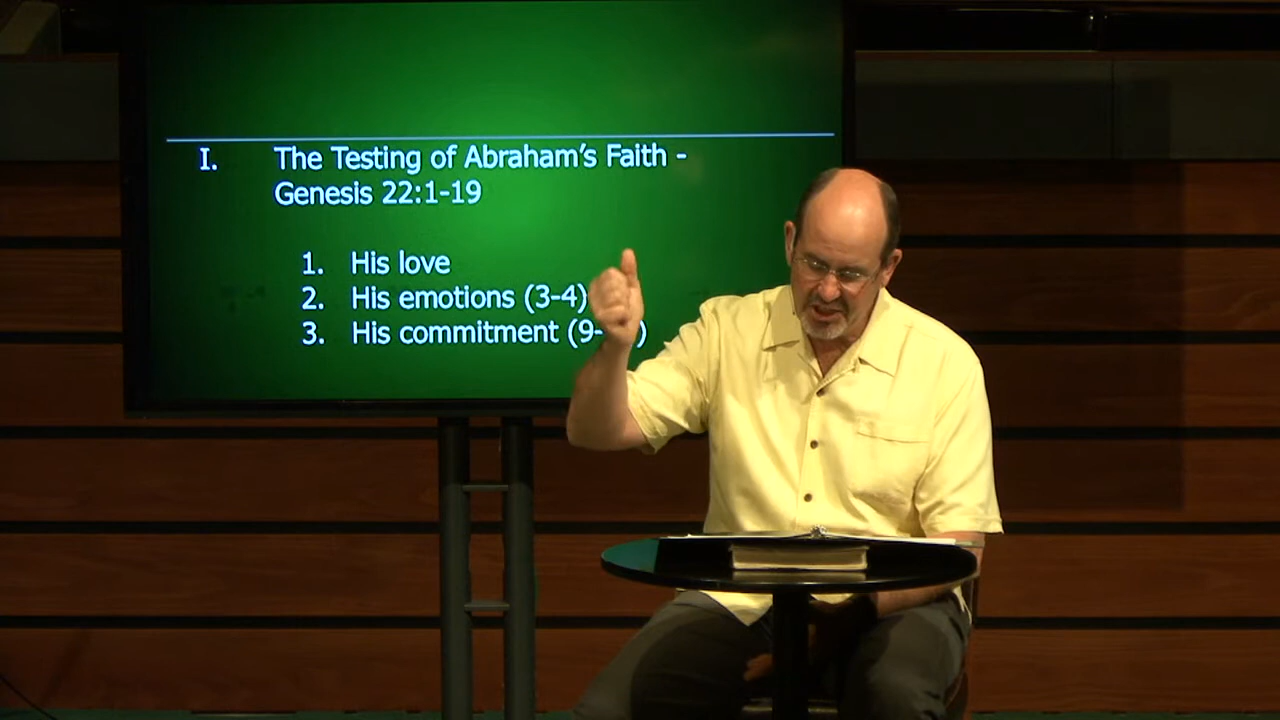 I. The Testing of Abraham's Faith -
Genesis 22:1-19
1. His love
2. His emotions (3-4)
3. His commitment (9-